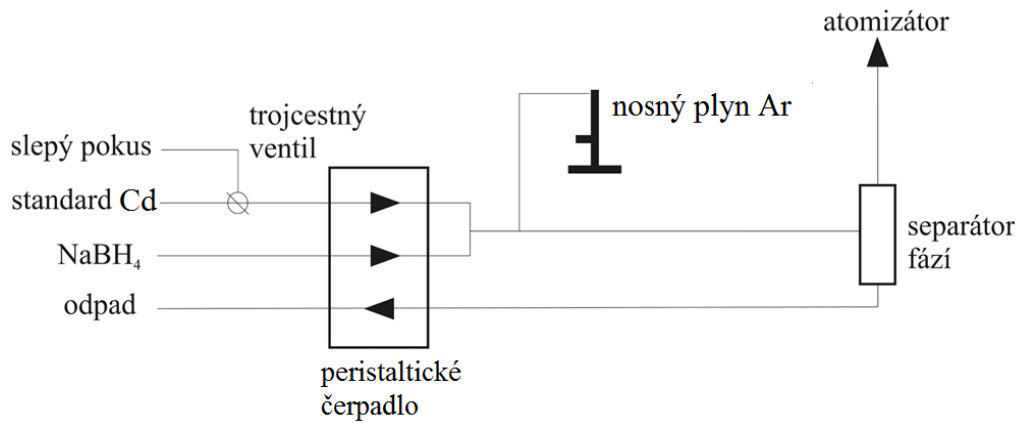 atomizátor
nosný plyn Ar
trojcestný
ventil
slepý pokus
standard Cd
NaBH₄
odpad
separátor
fází
peristaltické
čerpadlo